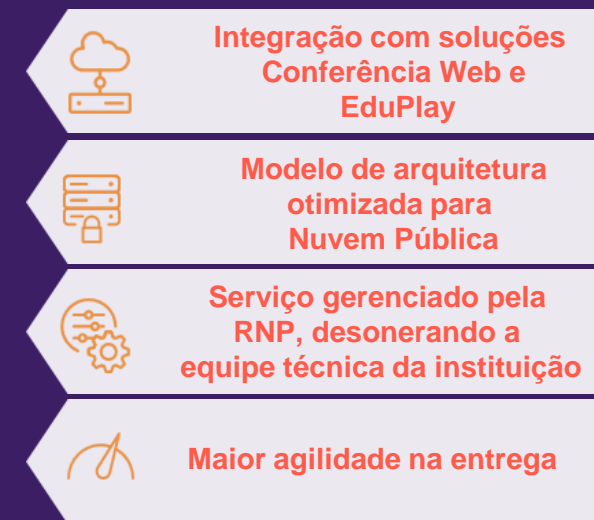 Integração com soluções
Conferência Web e
EduPlay
Modelo de arquitetura
otimizada para
Nuvem Pública
Serviço gerenciado pela
RNP, desonerando a
equipe técnica da instituição
Maior agilidade na entrega